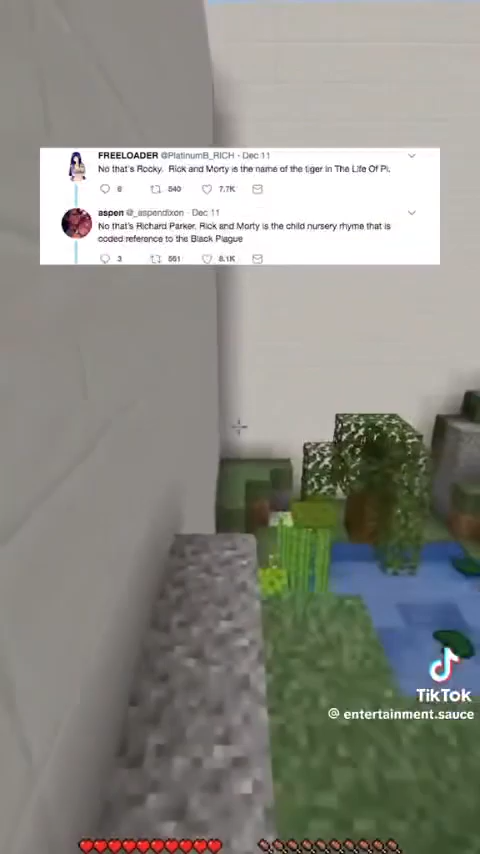 FREELOADER @PlatinumB_RICH · Dec 11
No that's Rocky. Rick and Morty is the name of the tiger in The Life Of Pi.
6 540 7.7K
aspen @_aspendixon · Dec 11
No that's Richard Parker. Rick and Morty is the child nursery rhyme that is
coded reference to the Black Plague
3 551 8.1K
TikTok
@ entertainment.sauce